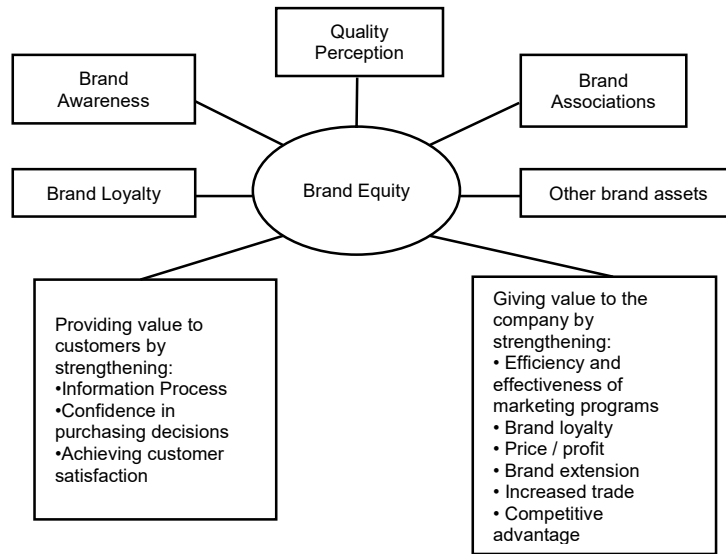 Quality
Perception
Brand
Awareness
Brand
Associations
Brand Loyalty
Brand Equity
Other brand assets
Providing value to
customers by
strengthening:
•Information Process
•Confidence in
purchasing decisions
•Achieving customer
satisfaction
Giving value to the
company by
strengthening:
• Efficiency and
effectiveness of
marketing programs
• Brand loyalty
• Price / profit
• Brand extension
• Increased trade
• Competitive
advantage